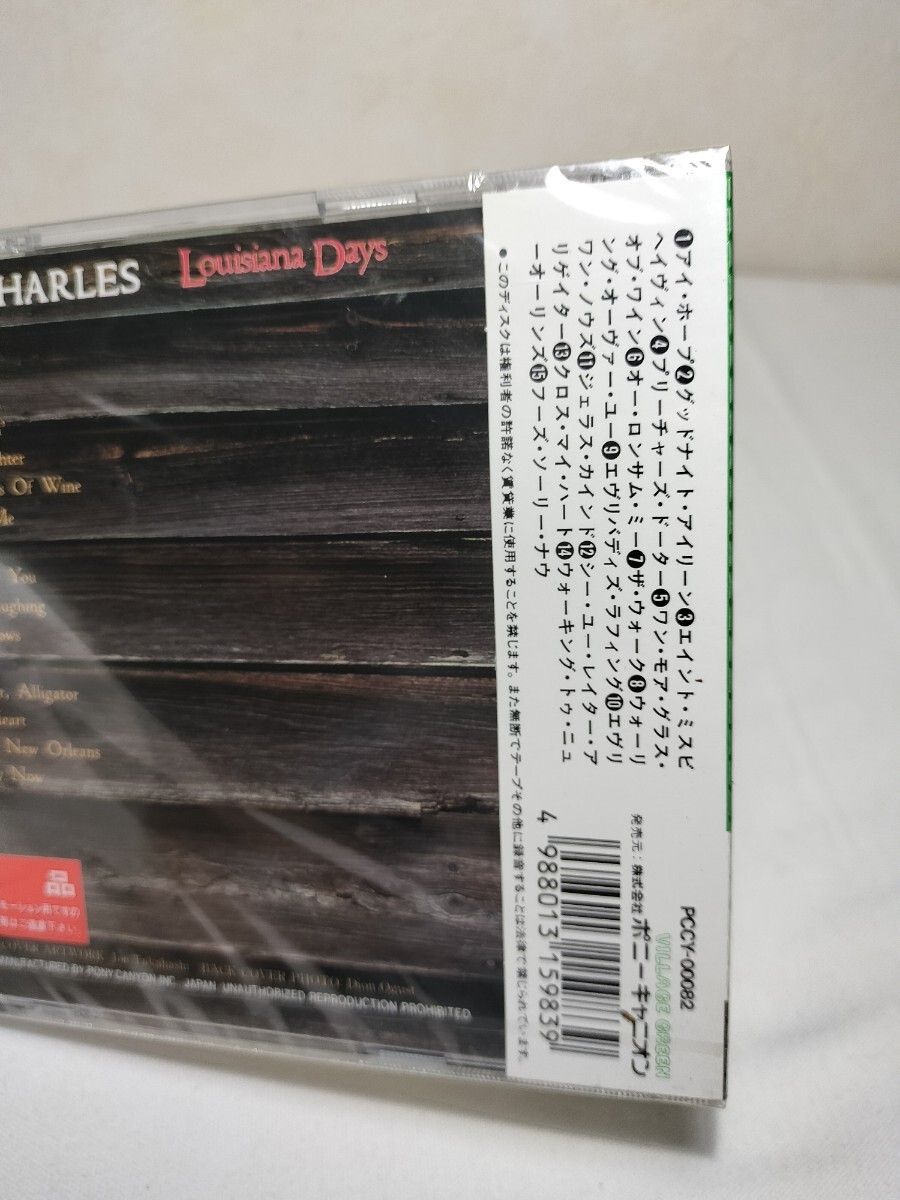 HARLES Louisiana Days
s Of Wine
Me
You
ughing
ows
, Alligator
Heart
New Orleans
y Now
品
COVER ARTWORK Takahashi BACK COVER PHOTO Dion Ogust
MANUFACTURED BY PONY CANYON INC. JAPAN UNAUTHORIZED REPRODUCTION PROHIBITED
❶アイ・ホープ❷グッドナイト・アイリーン❸エイント・ミスビ
ヘイヴィン❹プリーチャーズ・ドーター❺ワン・モア・グラス・
オブ・ワイン❻オー・ロンサム・ミー❼ザ・ウォーク❽ウォーリ
ング・オーヴァー・ユー❾エヴリバディズ・ラフィング❿エヴリ
ワン・ノウズ⓫ジェラス・カインド⓬シー・ユー・レイター・ア
リゲイター⓭クロス・マイ・ハート⓮ウォーキング・トゥ・ニュ
ーオーリンズ⓯フーズ・ソーリー・ナウ
●このディスクは権利者の許諾なく賃貸業に使用することを禁じます。また無断でテープその他に録音することは法律で禁じられています。
PCCY-00082
VILLAGE GREEN
発売元:株式会社ポニーキャニオン
4 988013 159839